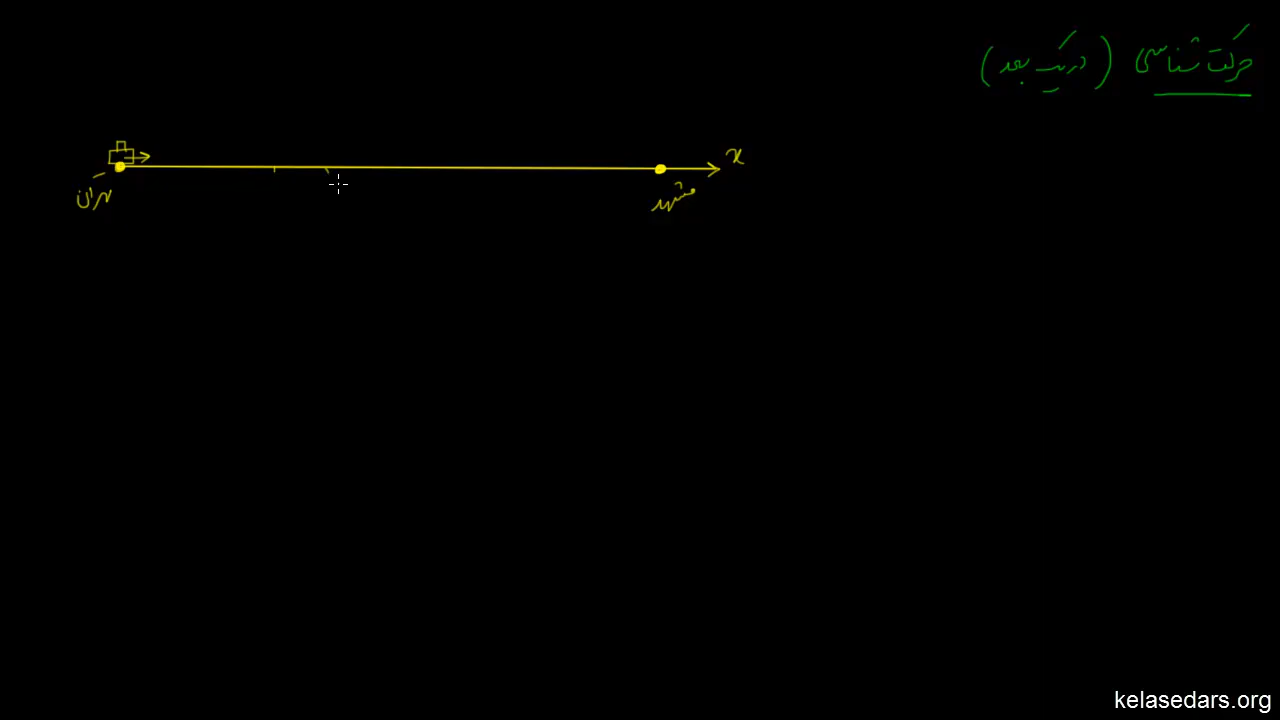 حرکت شناسی (در یک بعد)
x
تهران
مشهد
kelasedars.org